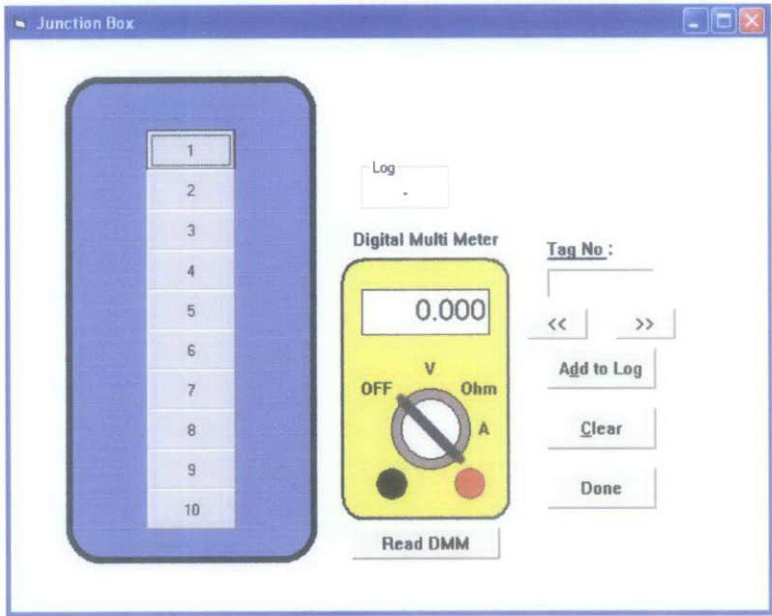 Junction Box
1
2
3
4
5
6
7
8
9
10
Log
-
Digital Multi Meter
0.000
V
OFF
Ohm
A
Read DMM
Tag No :
<< >>
Add to Log
Clear
Done